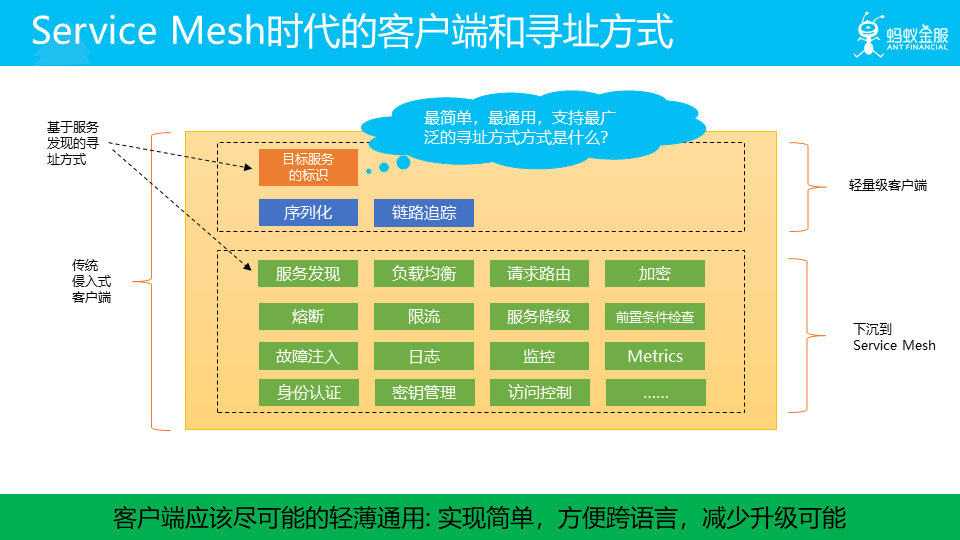 Service Mesh时代的客户端和寻址方式
蚂蚁金服
ANT FINANCIAL
基于服务
发现的寻
址方式
最简单，最通用，支持最广
泛的寻址方式方式是什么？
目标服务
的标识
序列化
链路追踪
轻量级客户端
传统
侵入式
客户端
服务发现
负载均衡
请求路由
加密
熔断
限流
服务降级
前置条件检查
故障注入
日志
监控
Metrics
身份认证
密钥管理
访问控制
……
下沉到
Service Mesh
客户端应该尽可能的轻薄通用: 实现简单，方便跨语言，减少升级可能